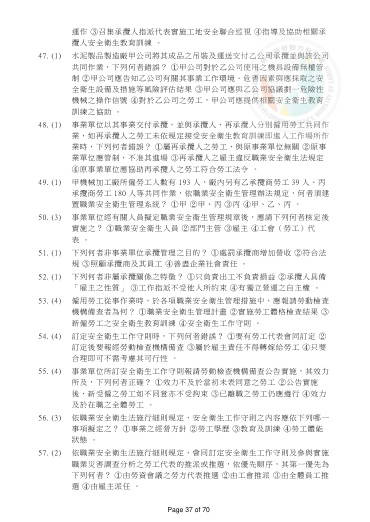 運作 ③召集承攬人指派代表實施工地安全聯合巡視 ④指導及協助相關承
攬人安全衛生教育訓練 。
47. (1) 水泥製品製造廠甲公司將其成品之吊裝及運送交付乙公司承攬並與該公司
共同作業，下列何者錯誤？ ①甲公司對於乙公司使用之機具設備無權管
制 ②甲公司應告知乙公司有關其事業工作環境、危害因素與應採取之安
全衛生設備及措施等風險評估結果 ③甲公司應與乙公司協議劃一危險性
機械之操作信號 ④對於乙公司之勞工，甲公司應提供相關安全衛生教育
訓練之協助 。
48. (1) 事業單位以其事業交付承攬，並與承攬人、再承攬人分別僱用勞工共同作
業，如再承攬人之勞工未依規定接受安全衛生教育訓練即進入工作場所作
業時，下列何者錯誤？ ①屬再承攬人之勞工，與原事業單位無關 ②原事
業單位應管制，不准其進場 ③再承攬人之雇主違反職業安全衛生法規定
④原事業單位應協助再承攬人之勞工符合勞工法令 。
49. (1) 甲機械加工廠所僱勞工人數有 193 人，廠內另有乙承攬商勞工 39 人、丙
承攬商勞工 180 人等共同作業，依職業安全衛生管理辦法規定，何者須建
置職業安全衛生管理系統？ ①甲 ②甲、丙 ③丙 ④甲、乙、丙 。
50. (3) 事業單位經有關人員擬定職業安全衛生管理規章後，應請下列何者核定後
實施之？ ①職業安全衛生人員 ②部門主管 ③雇主 ④工會（勞工）代
表 。
51. (1) 下列何者非事業單位承攬管理之目的？ ①處罰承攬商增加營收 ②符合法
規 ③照顧承攬商及其員工 ④善盡企業社會責任 。
52. (1) 下列何者非屬承攬關係之特徵？ ①只負責出工不負責損益 ②承攬人具備
「雇主之性質」 ③工作指派不受他人所約束 ④有獨立營運之自主權 。
53. (4) 僱用勞工從事作業時，於各項職業安全衛生管理措施中，應報請勞動檢查
機構備查者為何？ ①職業安全衛生管理計畫 ②實施勞工體格檢查結果 ③
新僱勞工之安全衛生教育訓練 ④安全衛生工作守則 。
54. (4) 訂定安全衛生工作守則時，下列何者錯誤？ ①要有勞工代表會同訂定 ②
訂定後要報經勞動檢查機構備查 ③屬於雇主責任不得轉嫁給勞工 ④只要
合理即可不需考慮其可行性 。
55. (4) 事業單位所訂安全衛生工作守則報請勞動檢查機構備查公告實施，其效力
所及，下列何者正確？ ①效力不及於當初未表同意之勞工 ②公告實施
後，新受僱之勞工如不同意亦不受拘束 ③已離職之勞工仍應遵行 ④效力
及於在職之全體勞工 。
56. (3) 依職業安全衛生法施行細則規定，安全衛生工作守則之內容應依下列哪一
事項擬定之？ ①事業之經營方針 ②勞工學歷 ③教育及訓練 ④勞工體能
狀態 。
57. (2) 依職業安全衛生法施行細則規定，會同訂定安全衛生工作守則及參與實施
職業災害調查分析之勞工代表的推派或推選，依優先順序，其第一優先為
下列何者？ ①由勞資會議之勞方代表推選 ②由工會推派 ③由全體員工推
選 ④由雇主派任 。
Page 37 of 70